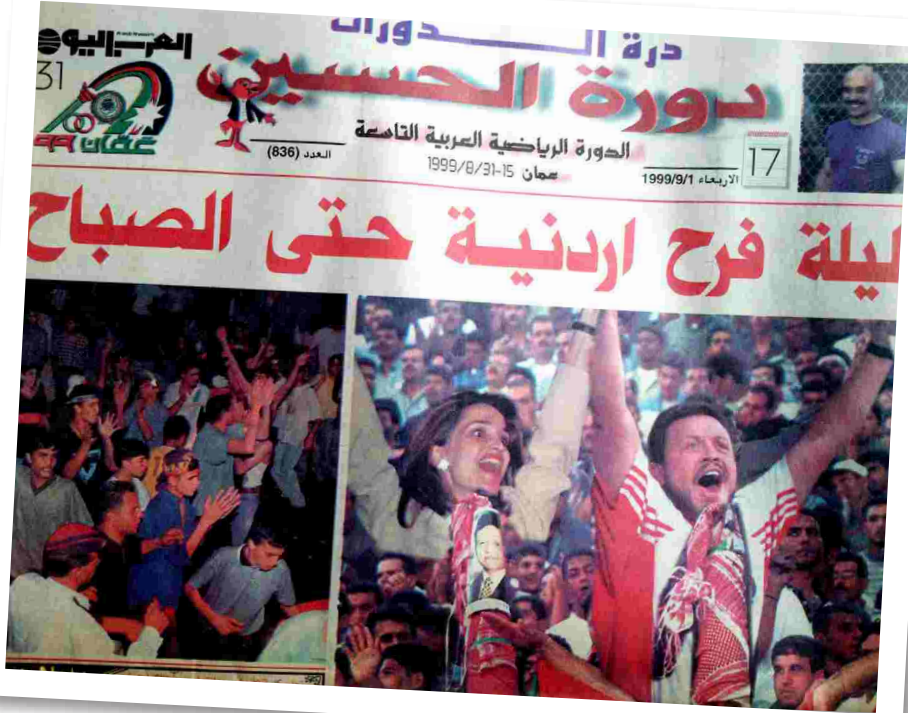 العرب اليوم
31
عمان 99
درة الـدورات
دورة الحسين
الدورة الرياضية العربية التاسعة
عمان 15-1999/8/31
العدد (836)
17
الاربعاء 1999/9/1
ليلة فرح اردنية حتى الصباح